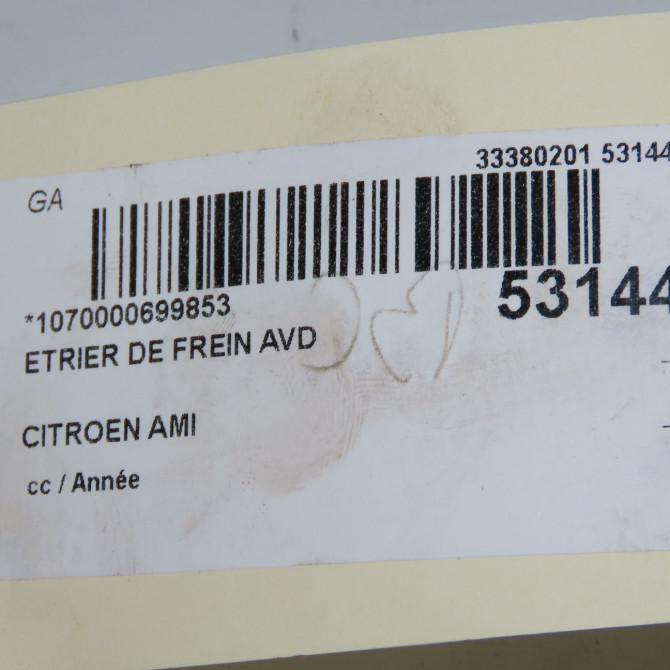 33380201 53144
GA
*1070000699853
53144
ETRIER DE FREIN AVD
CITROEN AMI
cc / Année